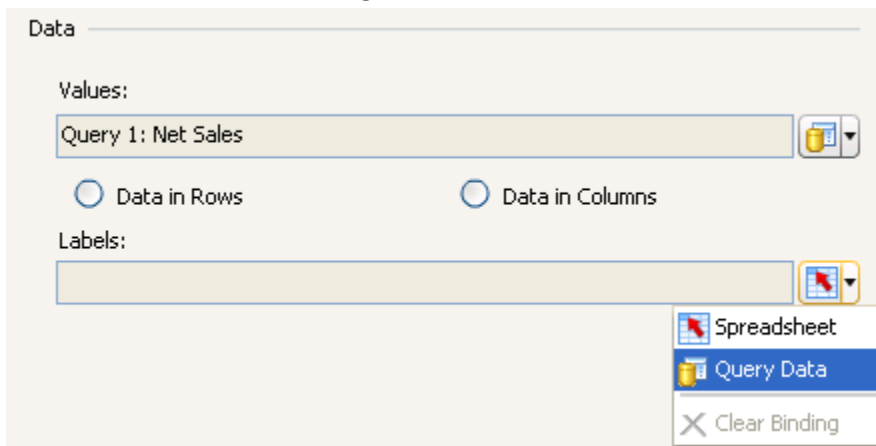 Data
Values:
Query 1: Net Sales
Data in Rows
Data in Columns
Labels:
Spreadsheet
Query Data
Clear Binding